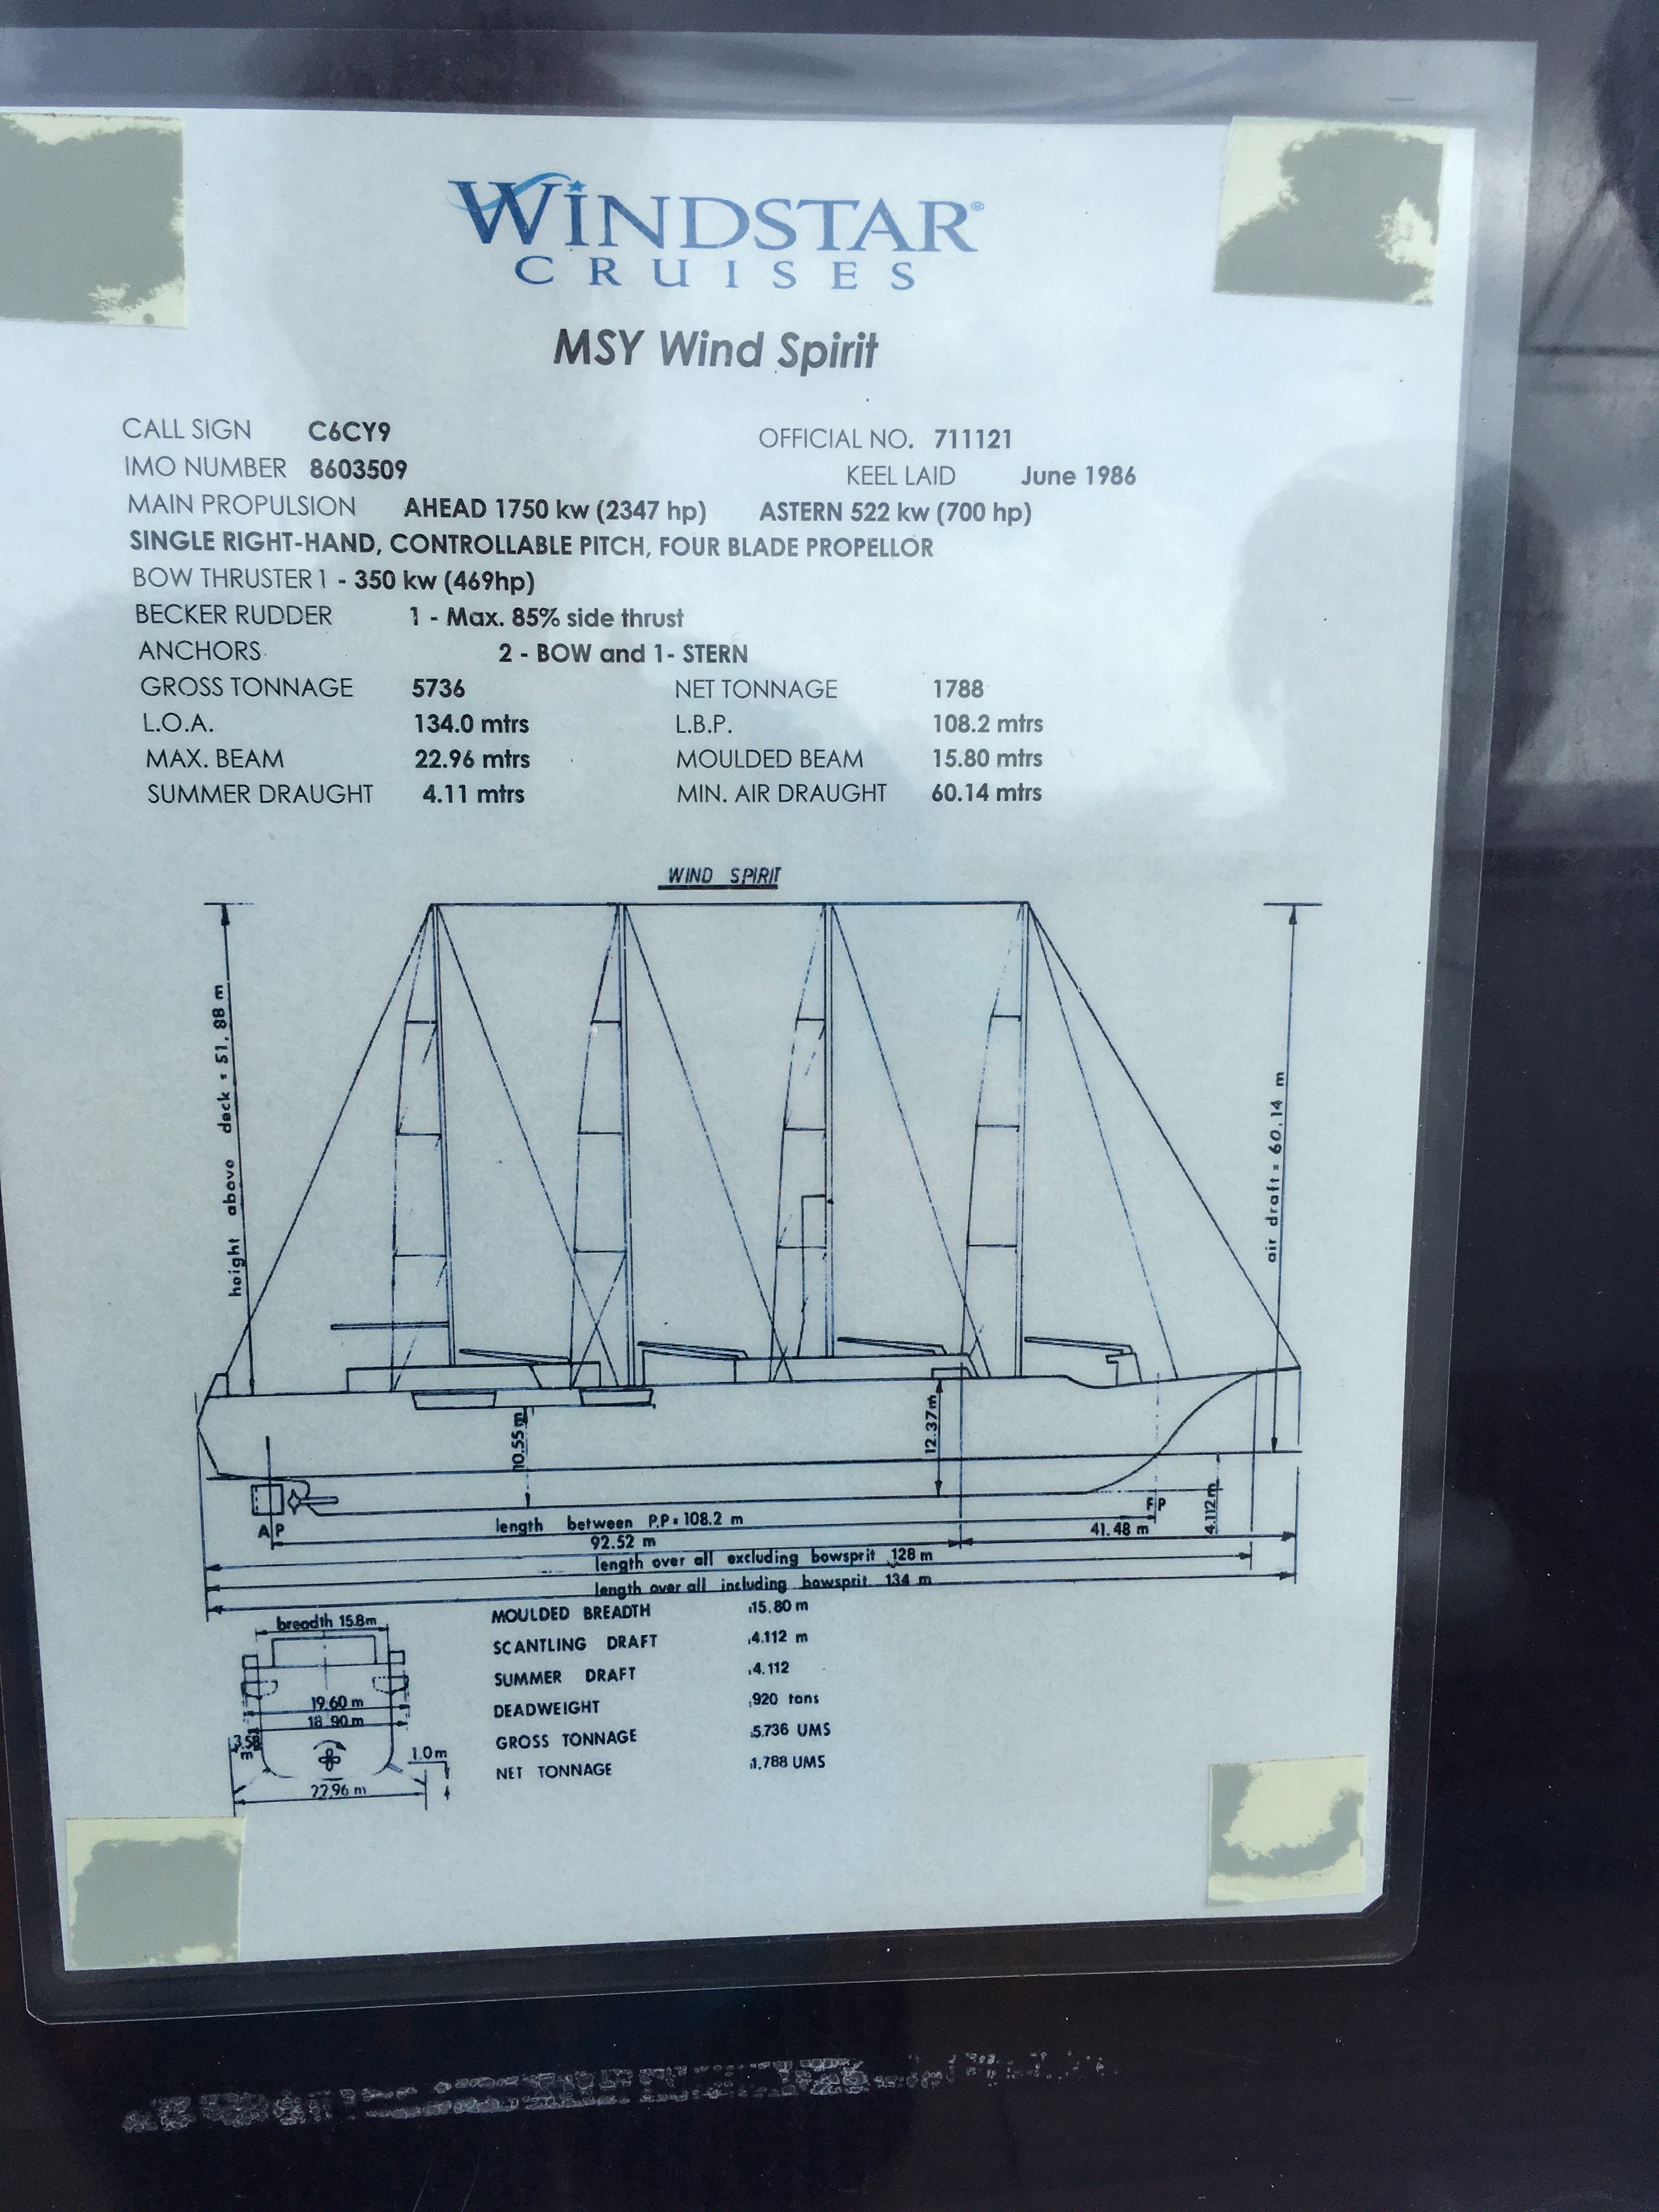 WiNDSTAR®
CRUISES
MSY Wind Spirit
CALL SIGN C6CY9 OFFICIAL NO. 711121
IMO NUMBER 8603509 KEEL LAID June 1986
MAIN PROPULSION AHEAD 1750 kw (2347 hp) ASTERN 522 kw (700 hp)
SINGLE RIGHT-HAND, CONTROLLABLE PITCH, FOUR BLADE PROPELLOR
BOW THRUSTER 1 - 350 kw (469hp)
BECKER RUDDER 1 - Max. 85% side thrust
ANCHORS 2 - BOW and 1- STERN
GROSS TONNAGE 5736 NET TONNAGE 1788
L.O.A. 134.0 mtrs L.B.P. 108.2 mtrs
MAX. BEAM 22.96 mtrs MOULDED BEAM 15.80 mtrs
SUMMER DRAUGHT 4.11 mtrs MIN. AIR DRAUGHT 60.14 mtrs
WIND SPIRIT
height above deck = 51.88 m
air draft = 60.14 m
10.55 m
12.37m
4.112m
AP
FP
length between P.P = 108.2 m
92.52 m
41.48 m
length over all excluding bowsprit 128 m
length over all including bowsprit 134 m
breadth 15.8m
19.60 m
18.90 m
3.58 m
1.0m
22.96 m
MOULDED BREADTH :15.80 m
SCANTLING DRAFT :4.112 m
SUMMER DRAFT :4.112
DEADWEIGHT :920 tons
GROSS TONNAGE :5.736 UMS
NET TONNAGE :1.788 UMS